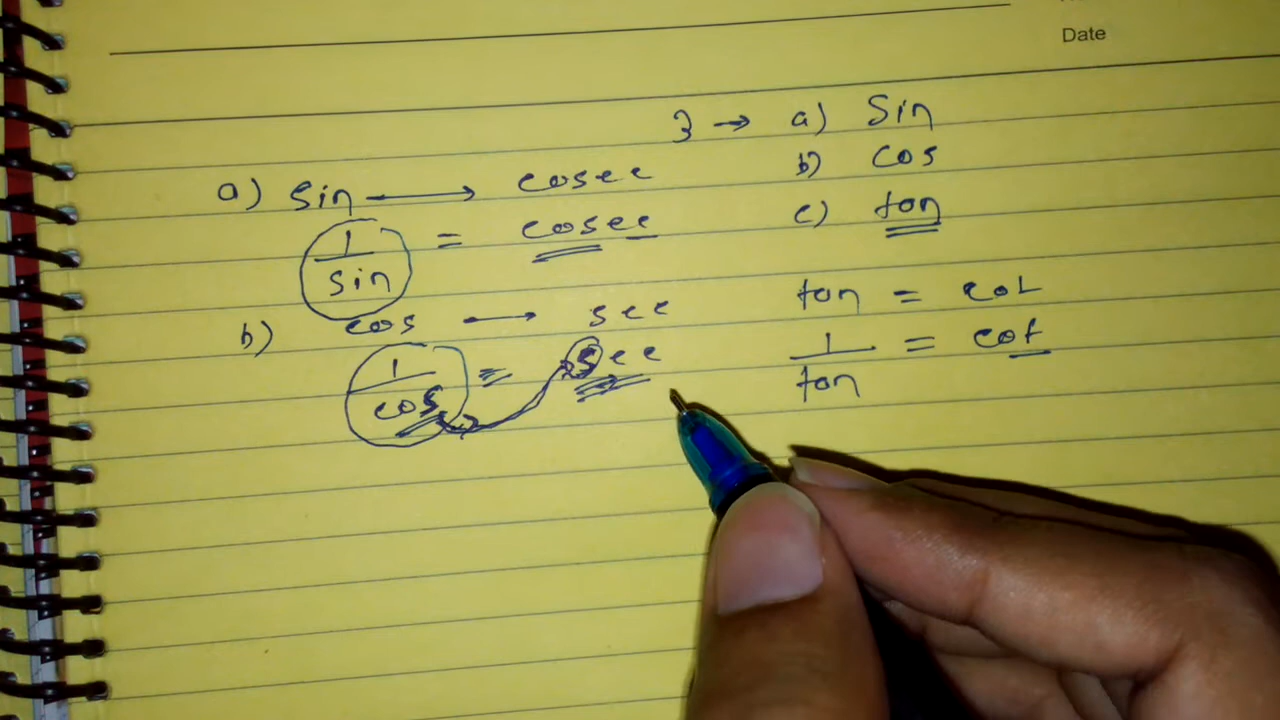 Date
3 → a) Sin
b) cos
c) tan
a) sin → cosec
1/sin = cosec
b) cos → sec
1/cos = sec
tan = cot
1/tan = cot